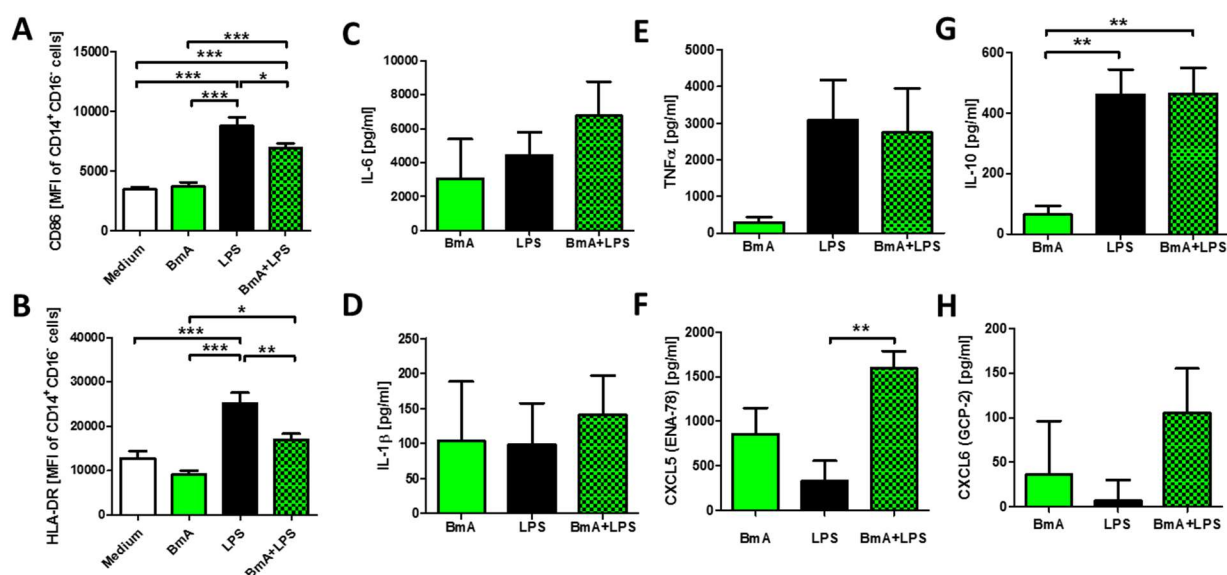 A
CD86 [MFI of CD14⁺CD16⁻ cells]
15000
10000
5000
0
***
***
***
*
***
Medium
BmA
LPS
BmA+LPS
B
HLA-DR [MFI of CD14⁺CD16⁻ cells]
40000
30000
20000
10000
0
*
***
***
**
Medium
BmA
LPS
BmA+LPS
C
IL-6 [pg/ml]
10000
8000
6000
4000
2000
0
BmA
LPS
BmA+LPS
D
IL-1β [pg/ml]
250
200
150
100
50
0
BmA
LPS
BmA+LPS
E
TNFα [pg/ml]
5000
4000
3000
2000
1000
0
BmA
LPS
BmA+LPS
F
CXCL5 (ENA-78) [pg/ml]
2000
1500
1000
500
0
**
BmA
LPS
BmA+LPS
G
IL-10 [pg/ml]
600
400
200
0
**
**
BmA
LPS
BmA+LPS
H
CXCL6 (GCP-2) [pg/ml]
200
150
100
50
0
BmA
LPS
BmA+LPS